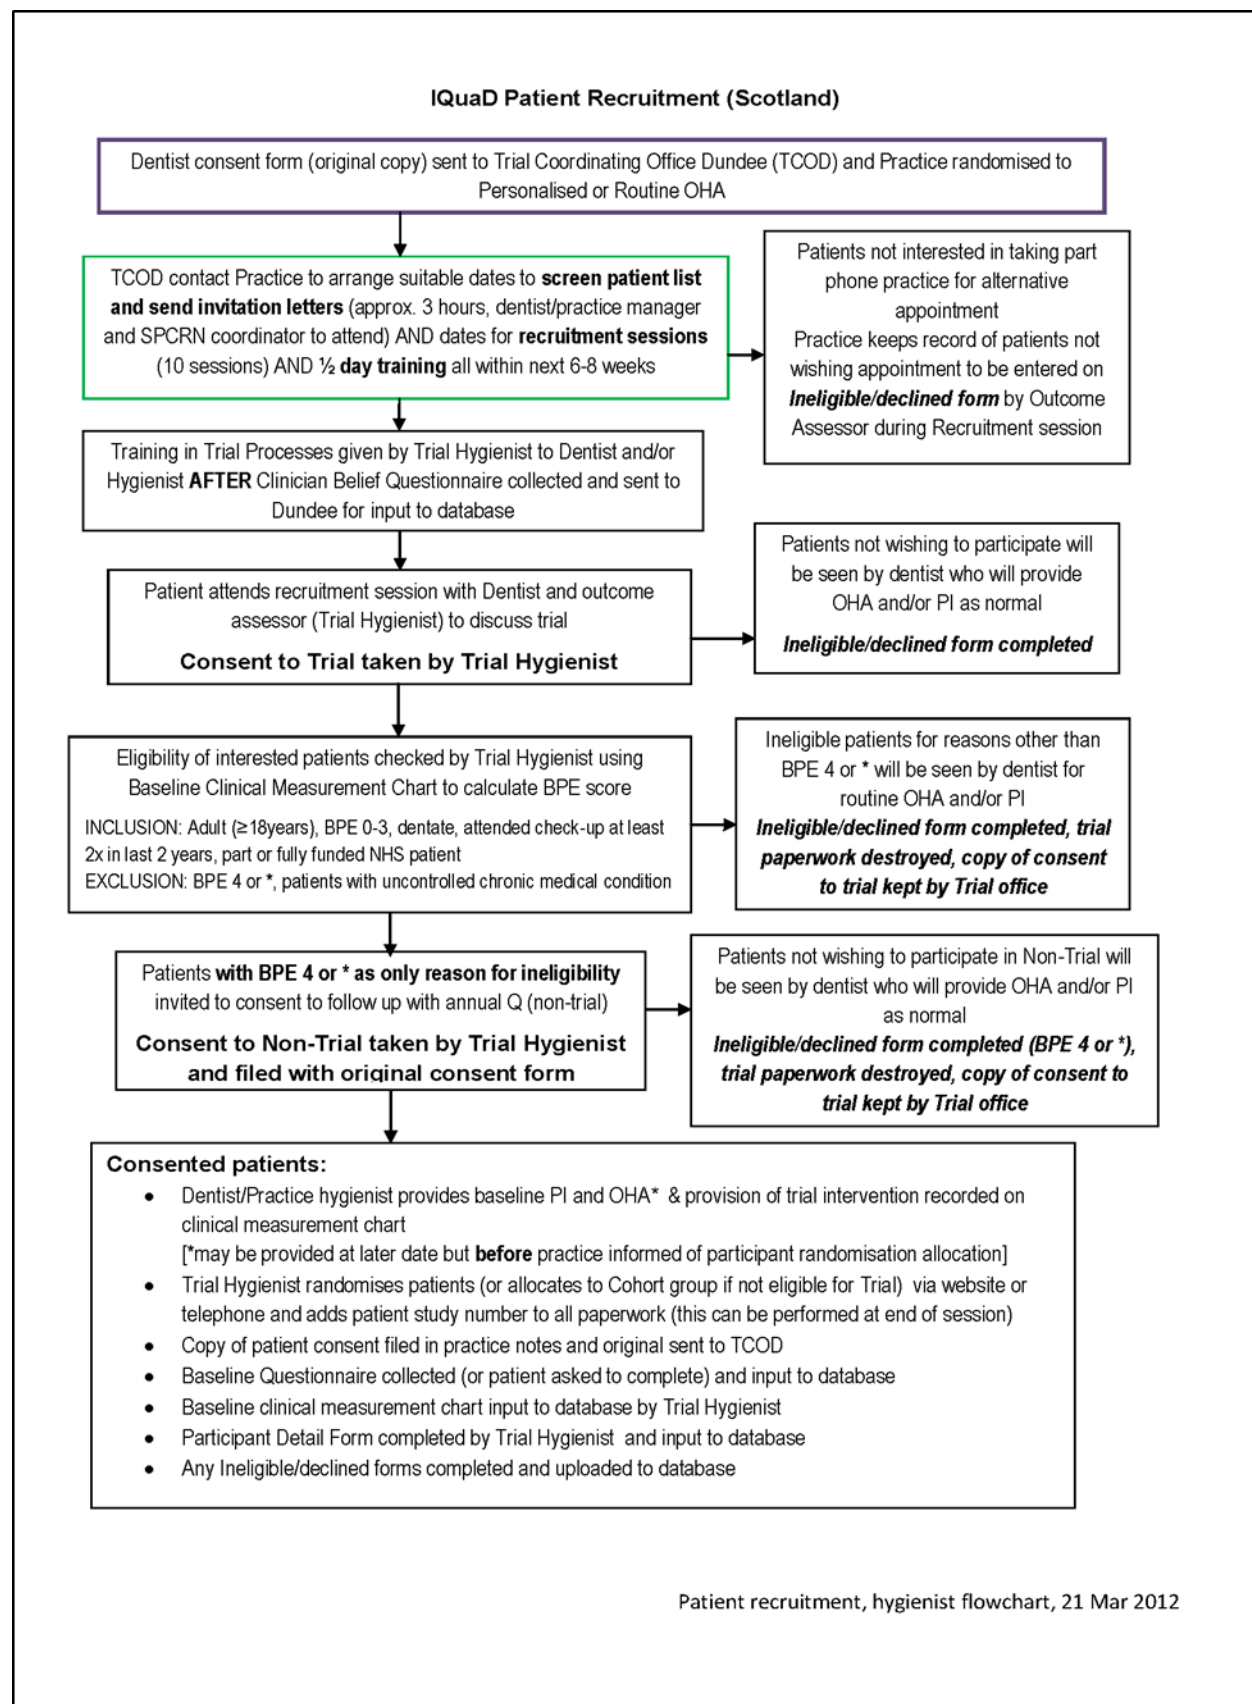 IQuaD Patient Recruitment (Scotland)
Dentist consent form (original copy) sent to Trial Coordinating Office Dundee (TCOD) and Practice randomised to
Personalised or Routine OHA
TCOD contact Practice to arrange suitable dates to screen patient list
and send invitation letters (approx. 3 hours, dentist/practice manager
and SPCRN coordinator to attend) AND dates for recruitment sessions
(10 sessions) AND ½ day training all within next 6-8 weeks
Patients not interested in taking part
phone practice for alternative
appointment
Practice keeps record of patients not
wishing appointment to be entered on
Ineligible/declined form by Outcome
Assessor during Recruitment session
Training in Trial Processes given by Trial Hygienist to Dentist and/or
Hygienist AFTER Clinician Belief Questionnaire collected and sent to
Dundee for input to database
Patient attends recruitment session with Dentist and outcome
assessor (Trial Hygienist) to discuss trial
Consent to Trial taken by Trial Hygienist
Patients not wishing to participate will
be seen by dentist who will provide
OHA and/or PI as normal
Ineligible/declined form completed
Eligibility of interested patients checked by Trial Hygienist using
Baseline Clinical Measurement Chart to calculate BPE score
INCLUSION: Adult (≥18years), BPE 0-3, dentate, attended check-up at least
2x in last 2 years, part or fully funded NHS patient
EXCLUSION: BPE 4 or *, patients with uncontrolled chronic medical condition
Ineligible patients for reasons other than
BPE 4 or * will be seen by dentist for
routine OHA and/or PI
Ineligible/declined form completed, trial
paperwork destroyed, copy of consent
to trial kept by Trial office
Patients with BPE 4 or * as only reason for ineligibility
invited to consent to follow up with annual Q (non-trial)
Consent to Non-Trial taken by Trial Hygienist
and filed with original consent form
Patients not wishing to participate in Non-Trial will
be seen by dentist who will provide OHA and/or PI
as normal
Ineligible/declined form completed (BPE 4 or *),
trial paperwork destroyed, copy of consent to
trial kept by Trial office
Consented patients:
• Dentist/Practice hygienist provides baseline PI and OHA* & provision of trial intervention recorded on
clinical measurement chart
[*may be provided at later date but before practice informed of participant randomisation allocation]
• Trial Hygienist randomises patients (or allocates to Cohort group if not eligible for Trial) via website or
telephone and adds patient study number to all paperwork (this can be performed at end of session)
• Copy of patient consent filed in practice notes and original sent to TCOD
• Baseline Questionnaire collected (or patient asked to complete) and input to database
• Baseline clinical measurement chart input to database by Trial Hygienist
• Participant Detail Form completed by Trial Hygienist and input to database
• Any Ineligible/declined forms completed and uploaded to database
Patient recruitment, hygienist flowchart, 21 Mar 2012